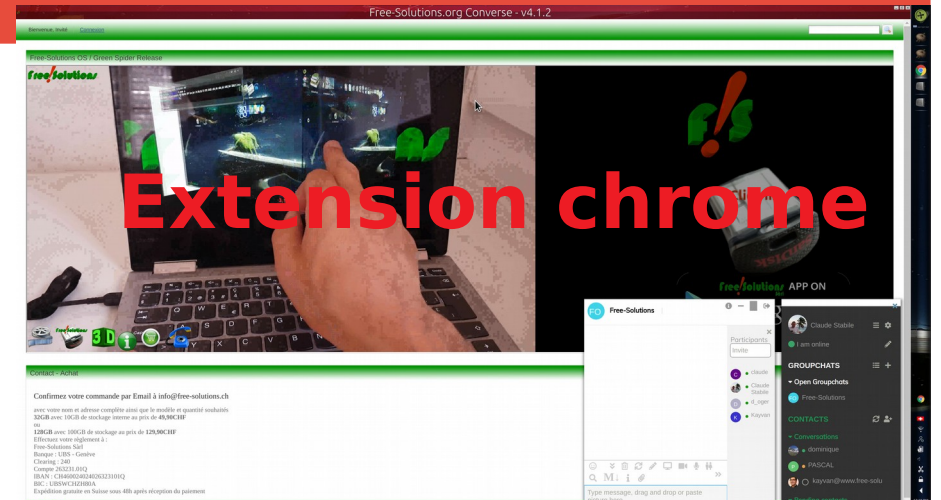 Free-Solutions.org Converse - v4.1.2
Bienvenue, Invité Connexion
Free-Solutions OS / Green Spider Release
Free!Solutions
F!S
Extension chrome
Free!Solutions APP ON
3D
Contact - Achat
Confirmez votre commande par Email à info@free-solutions.ch
avec votre nom et adresse complète ainsi que le modèle et quantité souhaités
32GB avec 10GB de stockage interne au prix de 49,90CHF
ou
128GB avec 100GB de stockage au prix de 129,90CHF
Effectuez votre règlement à :
Free-Solutions Sàrl
Banque : UBS - Genève
Clearing : 240
Compte 263231.01Q
IBAN : CH460024024026323101Q
BIC : UBSWCHZH80A
Expédition gratuite en Suisse sous 48h après réception du paiement
FO Free-Solutions
Participants
Invite
C claude
Claude
Stabile
D d_oger
K Kayvan
Type message, drag and drop or paste
Claude Stabile
I am online
GROUPCHATS
Open Groupchats
FO Free-Solutions
CONTACTS
Conversations
dominique
P PASCAL
kayvan@www.free-solu